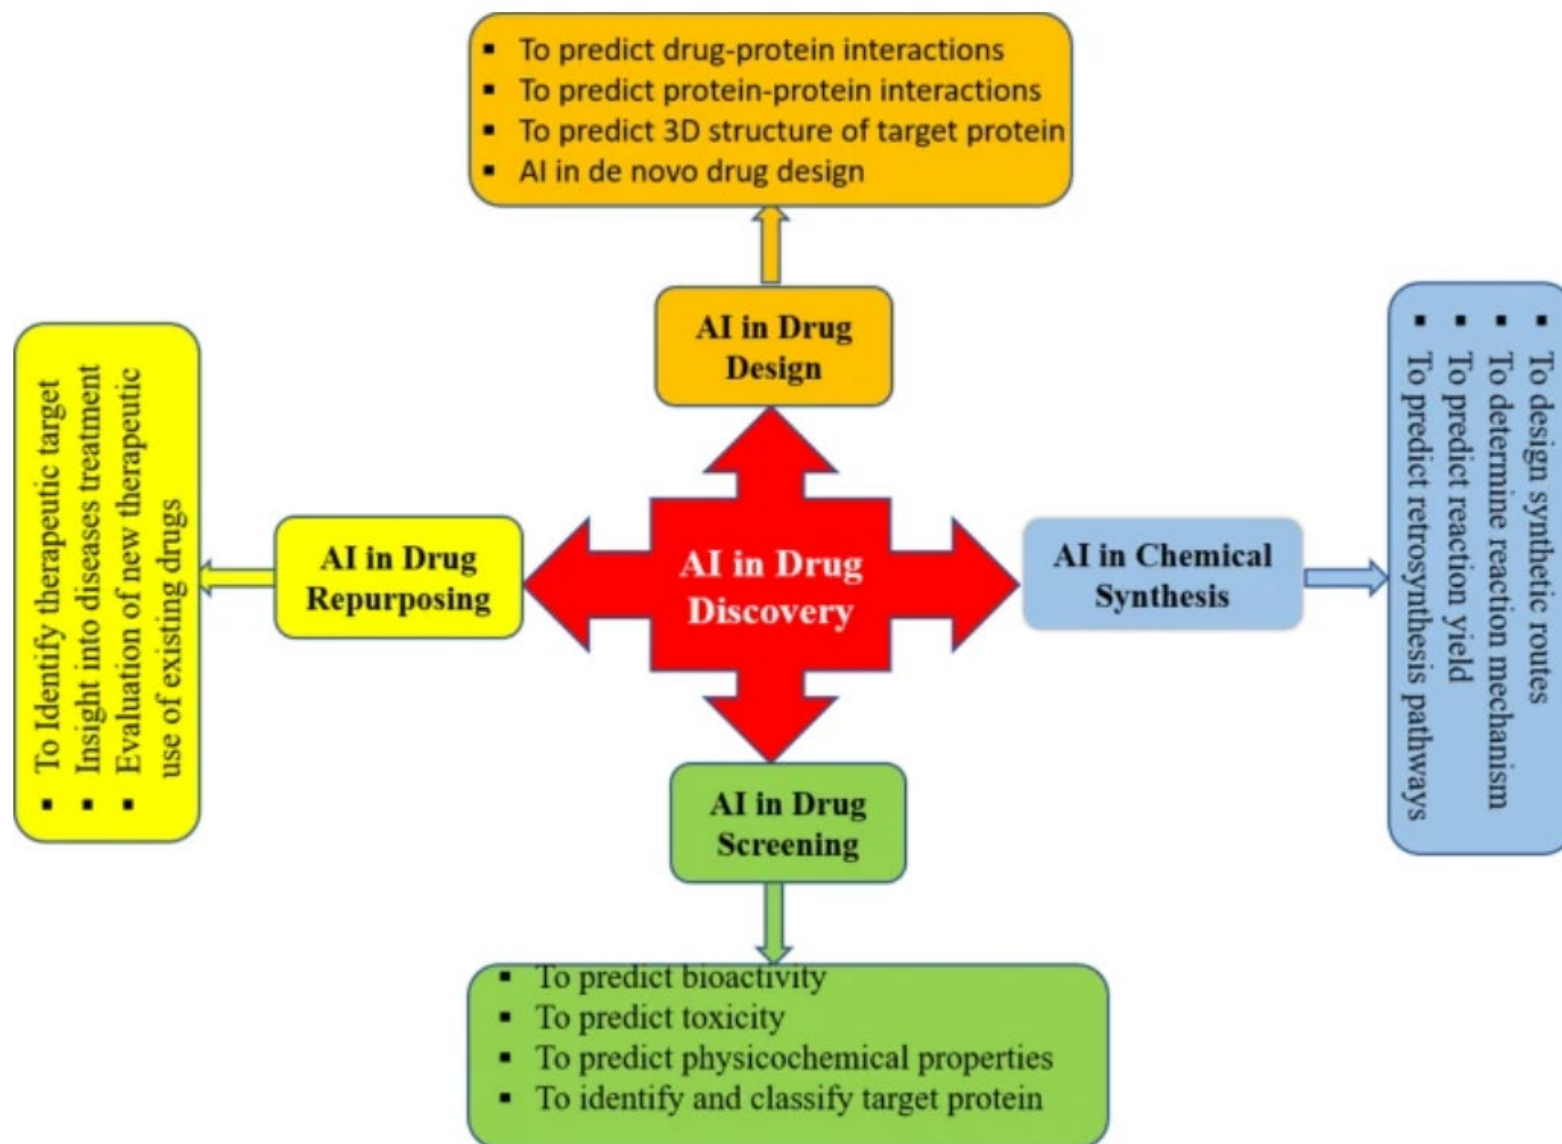 ▪ To predict drug-protein interactions
▪ To predict protein-protein interactions
▪ To predict 3D structure of target protein
▪ AI in de novo drug design
AI in Drug
Design
▪ To Identify therapeutic target
▪ Insight into diseases treatment
▪ Evaluation of new therapeutic
use of existing drugs
AI in Drug
Repurposing
AI in Drug
Discovery
AI in Chemical
Synthesis
▪ To design synthetic routes
▪ To determine reaction mechanism
▪ To predict reaction yield
▪ To predict retrosynthesis pathways
AI in Drug
Screening
▪ To predict bioactivity
▪ To predict toxicity
▪ To predict physicochemical properties
▪ To identify and classify target protein